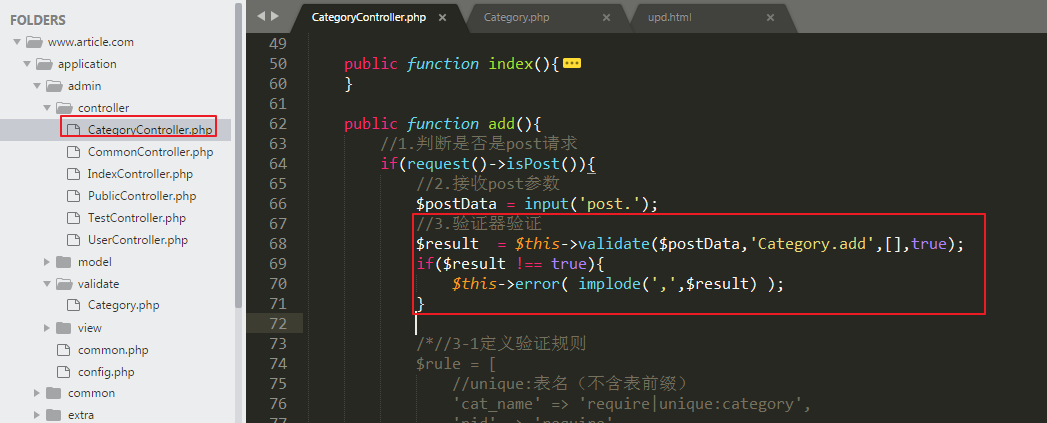 FOLDERS
www.article.com
application
admin
controller
CategoryController.php
CommonController.php
IndexController.php
PublicController.php
TestController.php
UserController.php
model
validate
Category.php
view
common.php
config.php
common
extra
CategoryController.php × Category.php × upd.html ×
49
50 public function index(){
60 }
61
62 public function add(){
63 //1.判断是否是post请求
64 if(request()->isPost()){
65 //2.接收post参数
66 $postData = input('post.');
67 //3.验证器验证
68 $result  = $this->validate($postData,'Category.add',[],true);
69 if($result !== true){
70 $this->error( implode(',',$result) );
71 }
72
73 /*//3-1定义验证规则
74 $rule = [
75 //unique:表名（不含表前缀）
76 'cat_name' => 'require|unique:category',
77 'pid' => 'require'